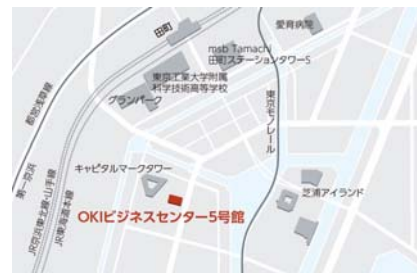 田町
愛育病院
msb Tamachi
田町ステーションタワーS
東京工業大学附属
科学技術高等学校
グランパーク
都営浅草線
東京モノレール
第一京浜
キャピタルマークタワー
芝浦アイランド
OKIビジネスセンター5号館
JR京浜東北線・山手線
JR東海道本線